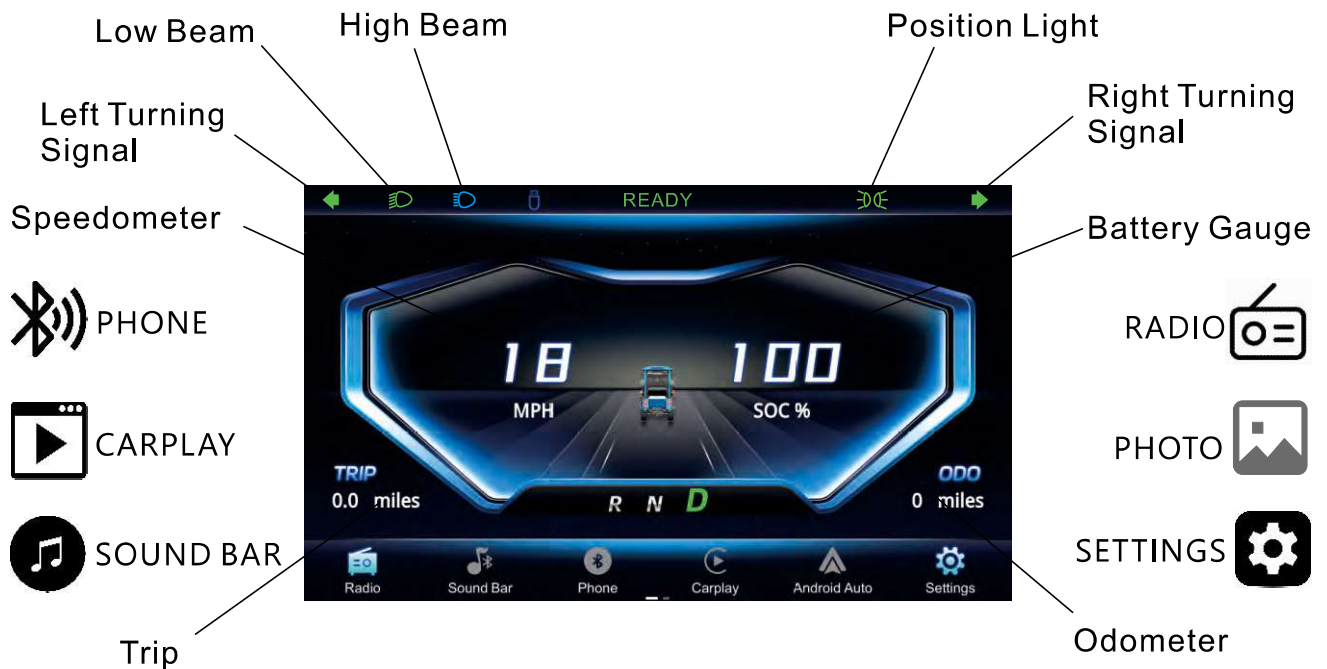 Low Beam
High Beam
Position Light
Left Turning
Signal
Right Turning
Signal
READY
Speedometer
Battery Gauge
PHONE
RADIO
18
100
MPH
SOC %
CARPLAY
PHOTO
TRIP
ODO
0.0 miles
0 miles
R N D
SOUND BAR
SETTINGS
Radio
Sound Bar
Phone
Carplay
Android Auto
Settings
Trip
Odometer